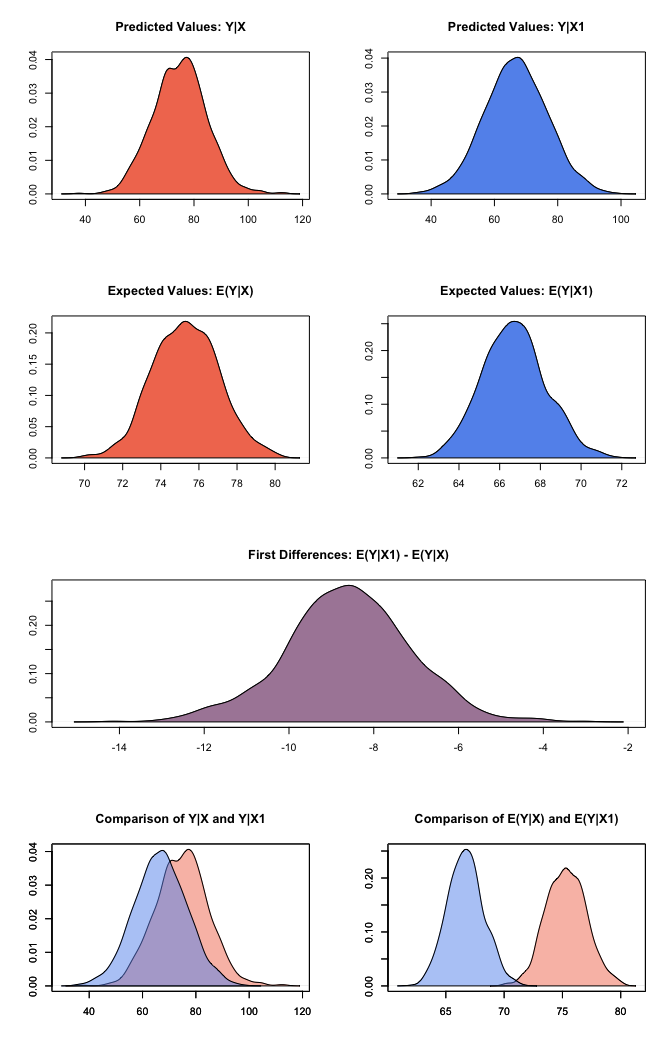 Predicted Values: Y|X
0.00 0.01 0.02 0.03 0.04
40 60 80 100 120
Predicted Values: Y|X1
0.00 0.01 0.02 0.03 0.04
40 60 80 100
Expected Values: E(Y|X)
0.00 0.05 0.10 0.15 0.20
70 72 74 76 78 80
Expected Values: E(Y|X1)
0.00 0.10 0.20
62 64 66 68 70 72
First Differences: E(Y|X1) - E(Y|X)
0.00 0.10 0.20
-14 -12 -10 -8 -6 -4 -2
Comparison of Y|X and Y|X1
0.00 0.01 0.02 0.03 0.04
40 60 80 100 120
Comparison of E(Y|X) and E(Y|X1)
0.00 0.10 0.20
65 70 75 80